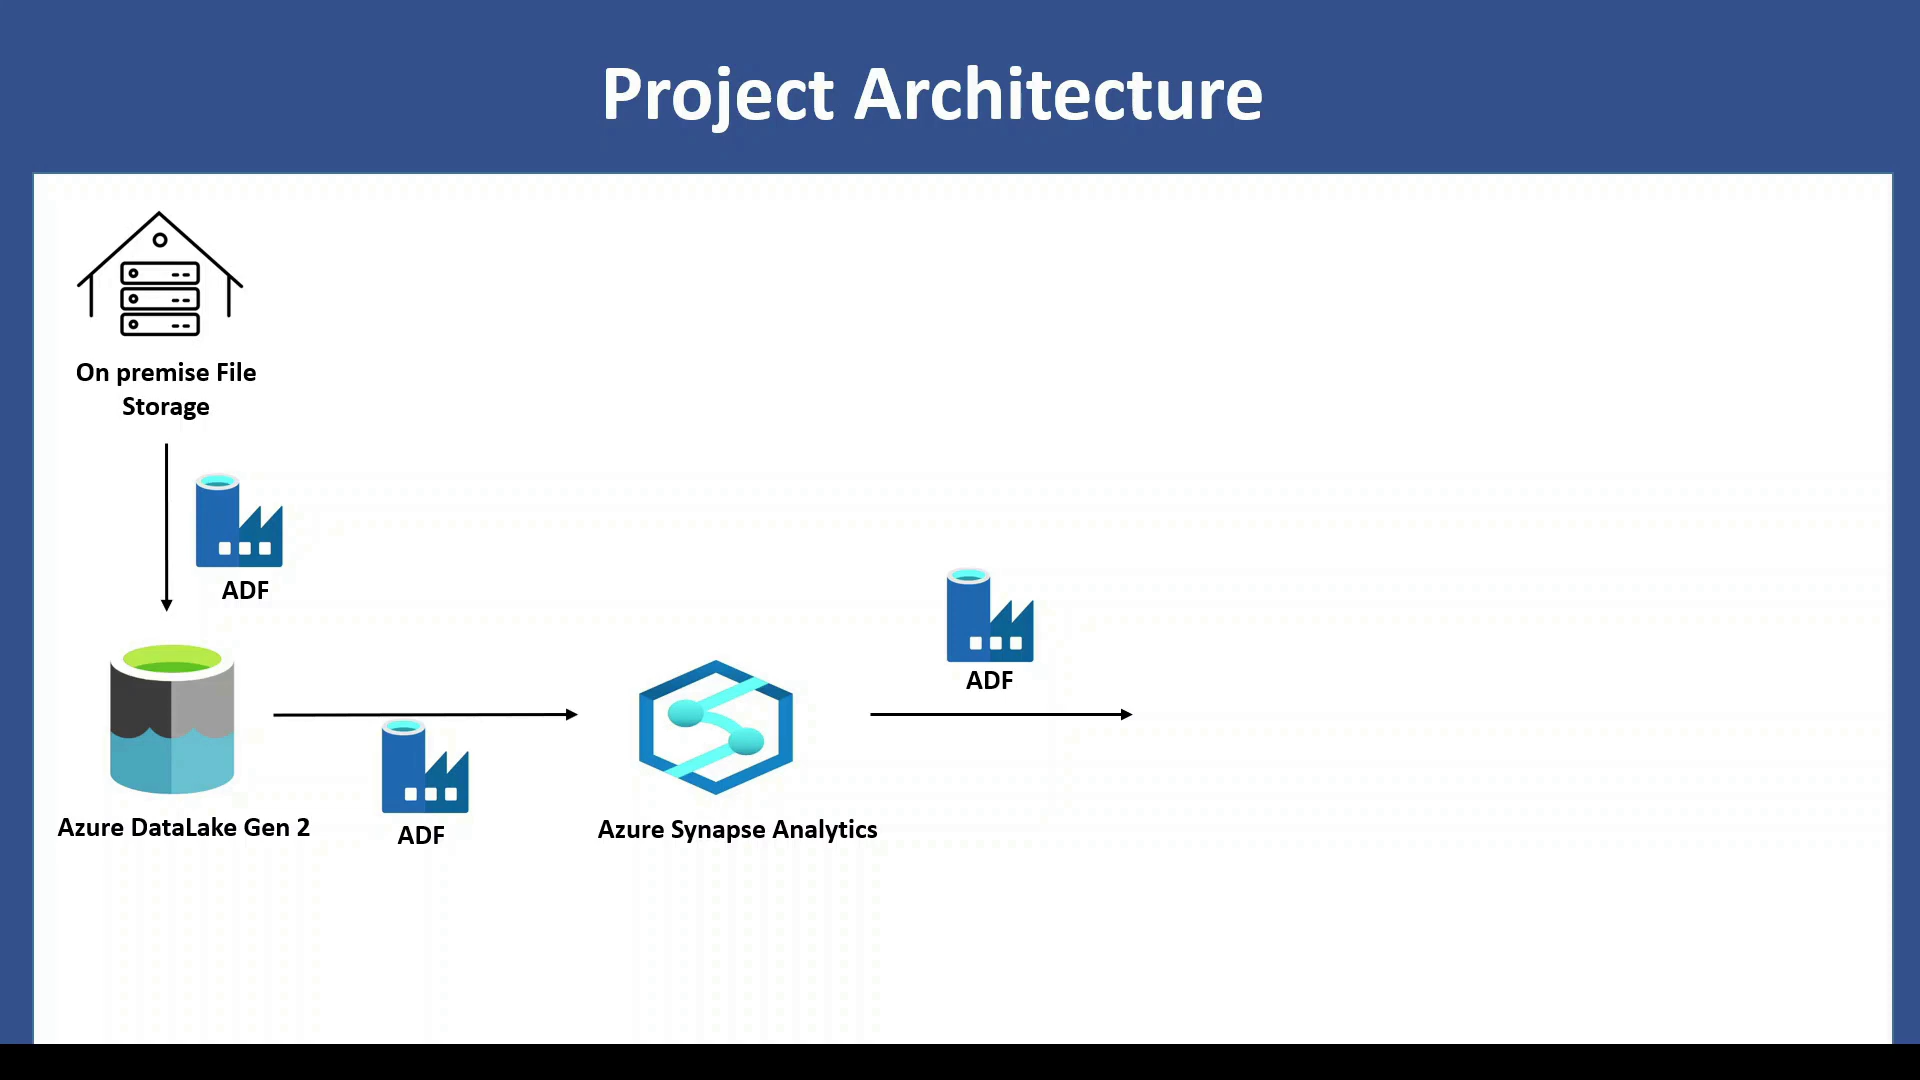 Project Architecture
On premise File
Storage
ADF
ADF
Azure DataLake Gen 2
ADF
Azure Synapse Analytics